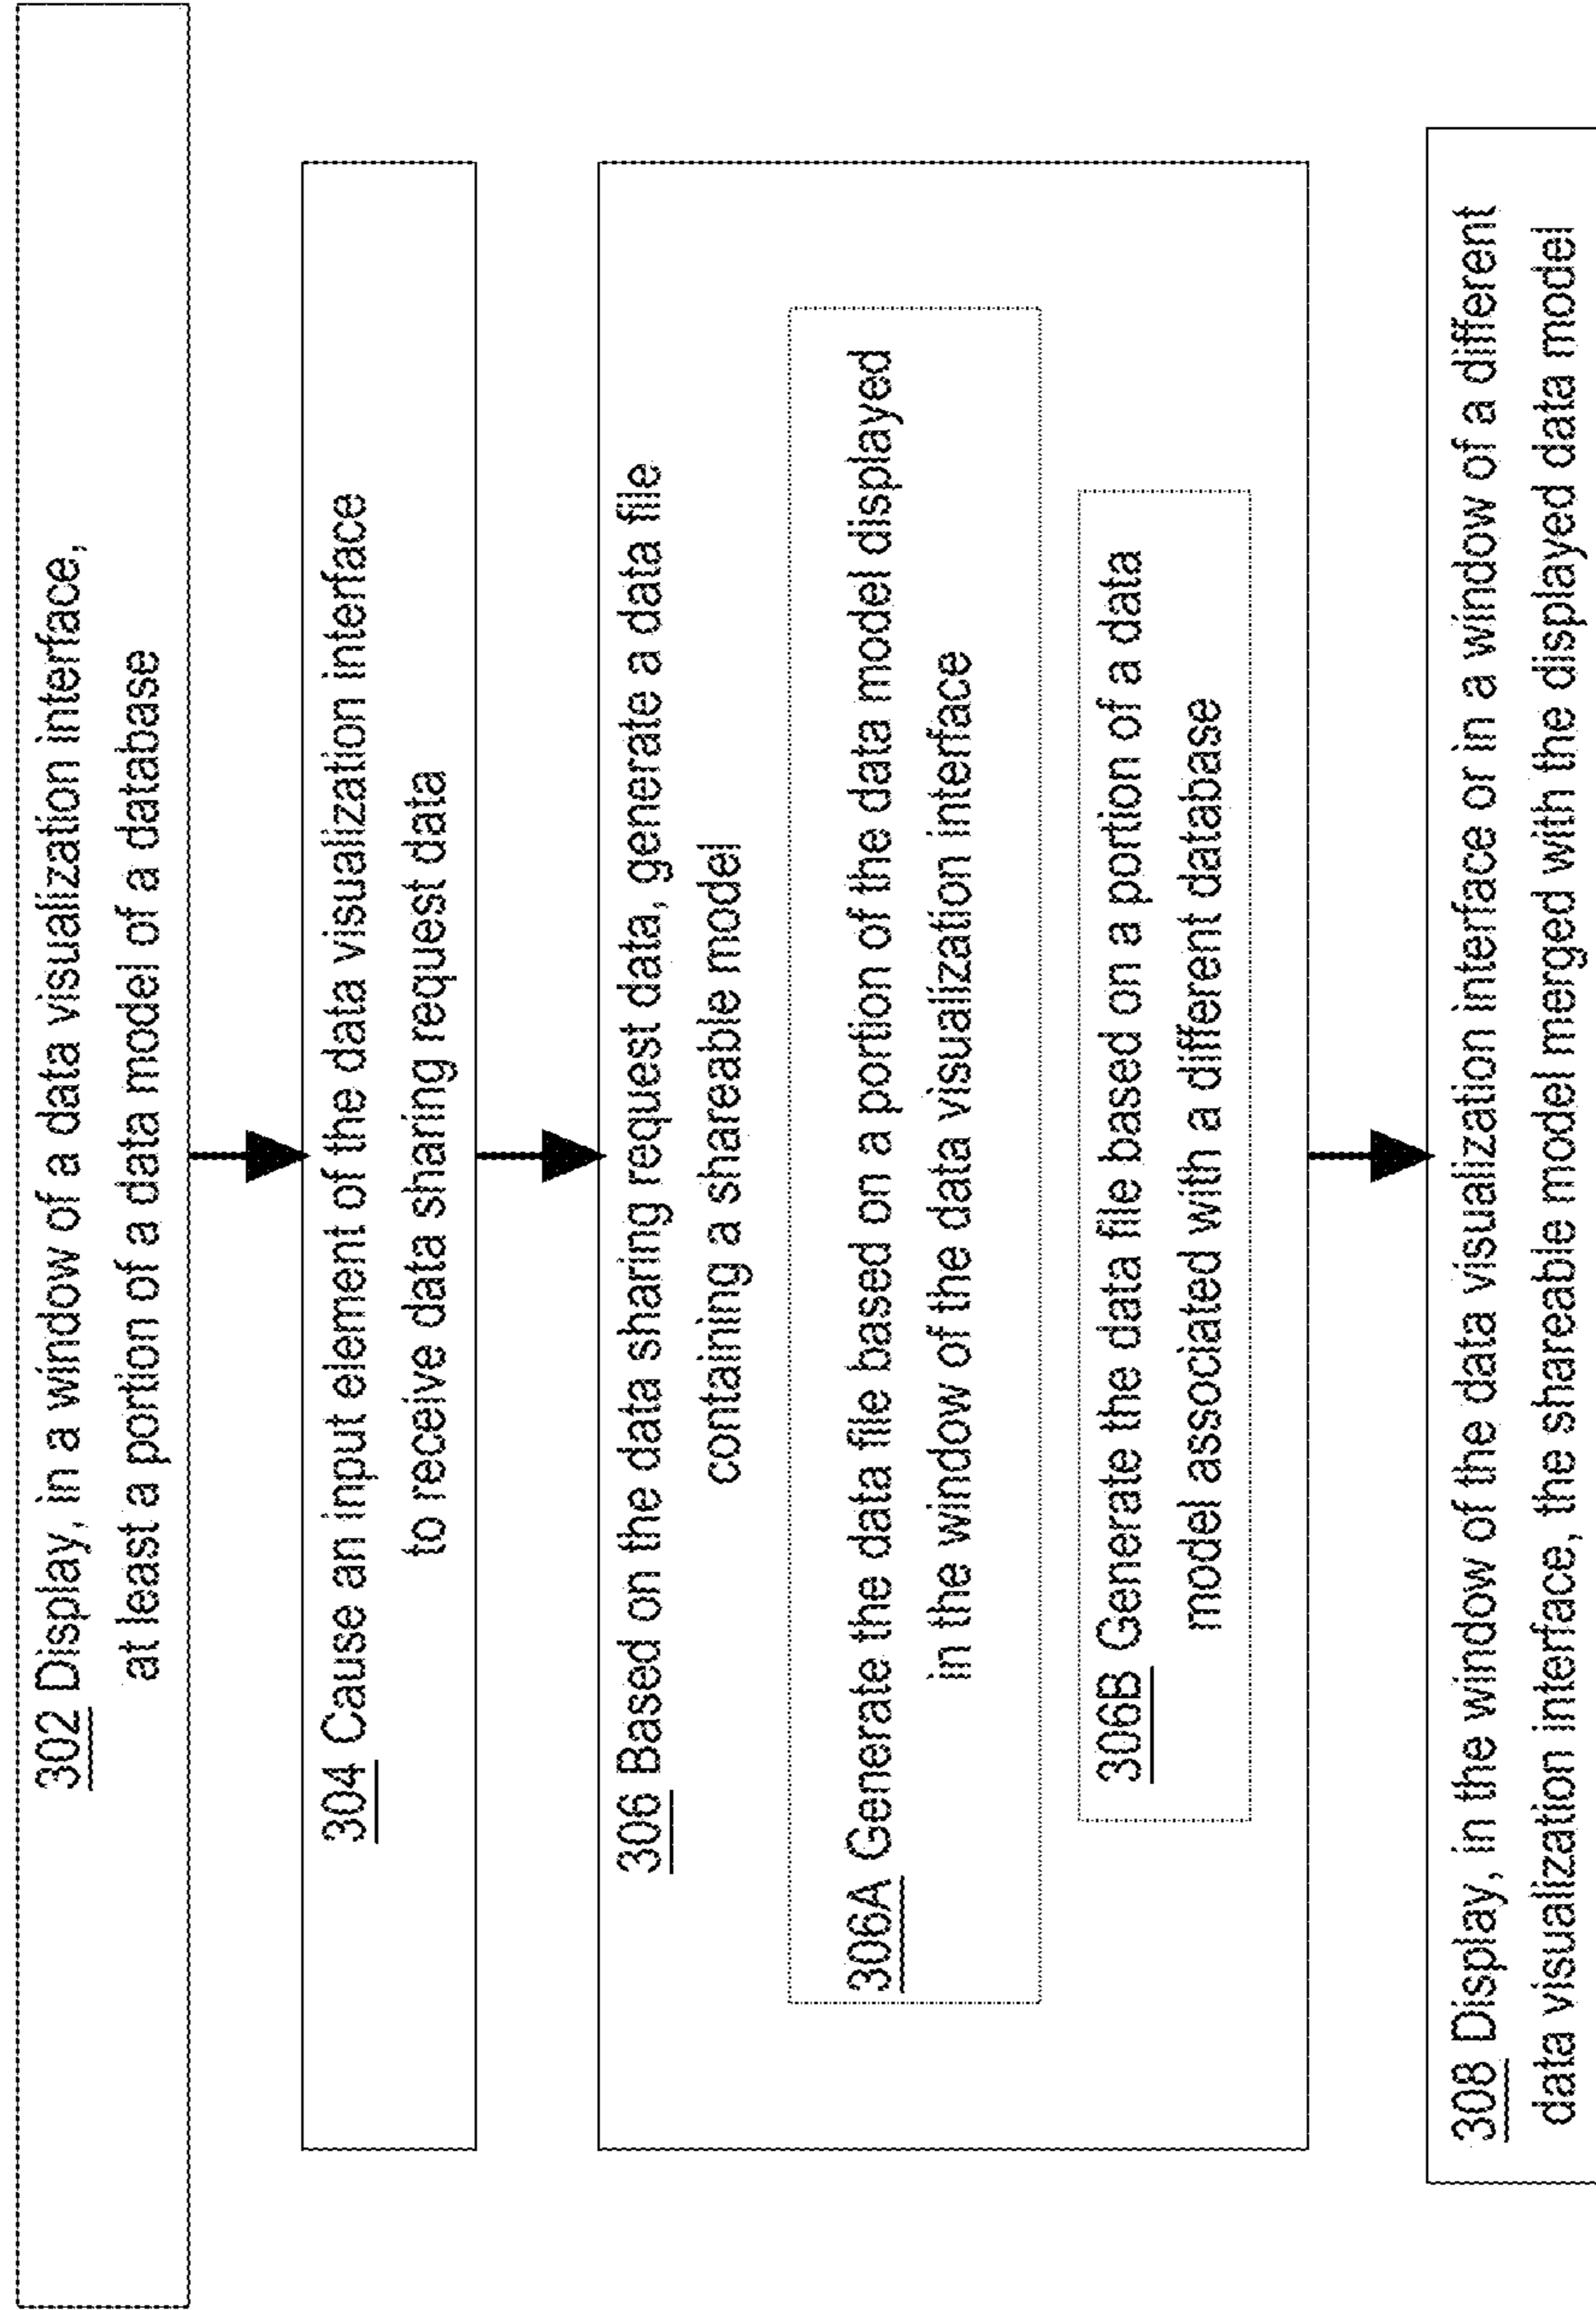 302 Display, in a window of a data visualization interface,
at least a portion of a data model of a database
304 Cause an input element of the data visualization interface
to receive data sharing request data
306 Based on the data sharing request data, generate a data file
containing a shareable model
306A Generate the data file based on a portion of the data model displayed
in the window of the data visualization interface
306B Generate the data file based on a portion of a data
model associated with a different database
308 Display, in the window of the data visualization interface or in a window of a different
data visualization interface, the shareable model merged with the displayed data model